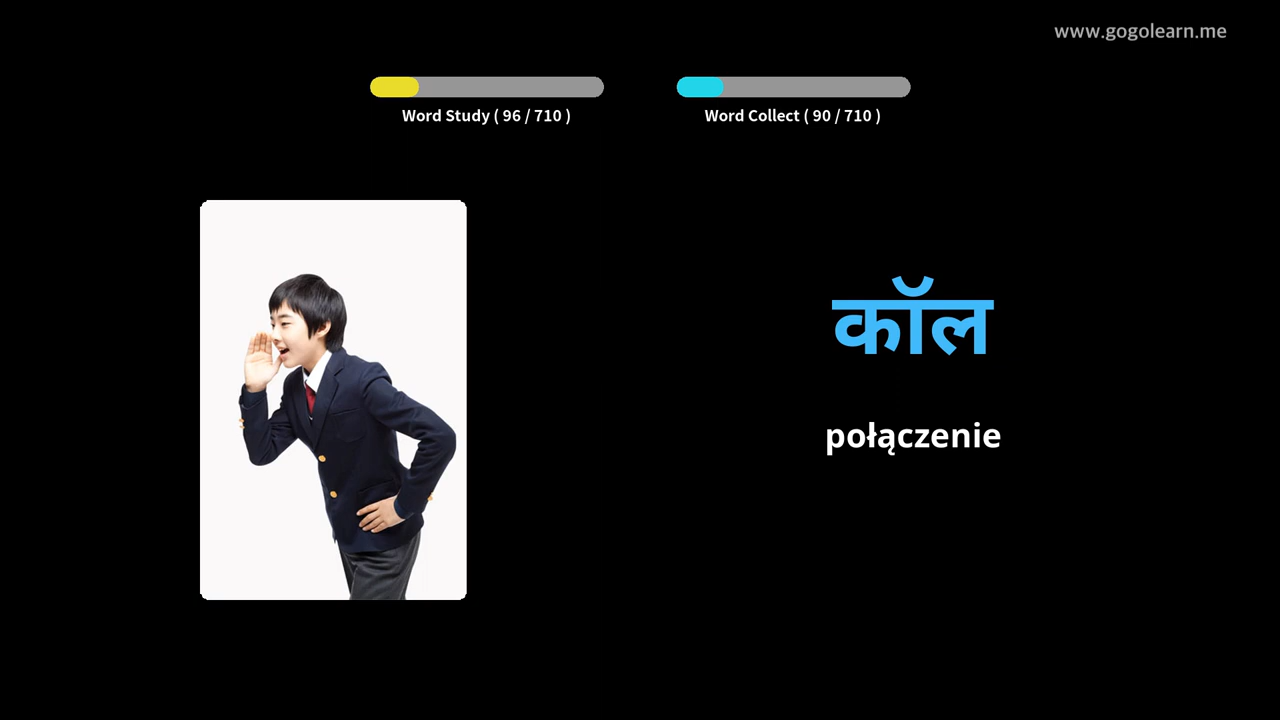 www.gogolearn.me
Word Study ( 96 / 710 )
Word Collect ( 90 / 710 )
कॉल
połączenie